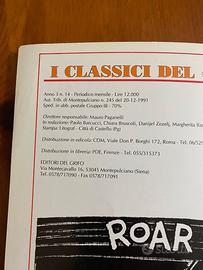 I CLASSICI DEL
Anno 3 n. 14 - Periodico mensile - Lire 12.000
Aut. Trib. di Montepulciano n. 245 del 20-12-1991
Sped. in abb. postale Gruppo III - 70%
Direttore responsabile: Mauro Paganelli
In redazione: Paolo Barcucci, Chiara Bruscoli, Danijel Zezelj, Margherita
Stampa: Litograf - Città di Castello (Pg)
Distribuzione in edicola: CDM, Viale Don P. Borghi 172, Roma - Tel. 06/52
Distribuzione in libreria: PDE, Firenze - Tel. 055/315373
EDITORI DEL GRIFO
Via Montecavallo 16, 53045 Montepulciano (Siena)
Tel. 0578/717090 - Fax 0578/717091
ROAR